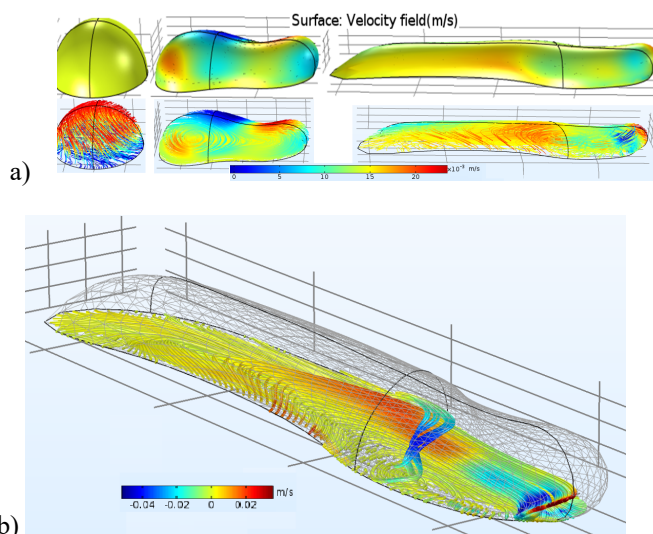 Surface: Velocity field(m/s)
a)
0 5 10 15 20 ×10⁻⁹ m/s
-0.04 -0.02 0 0.02 m/s
b)